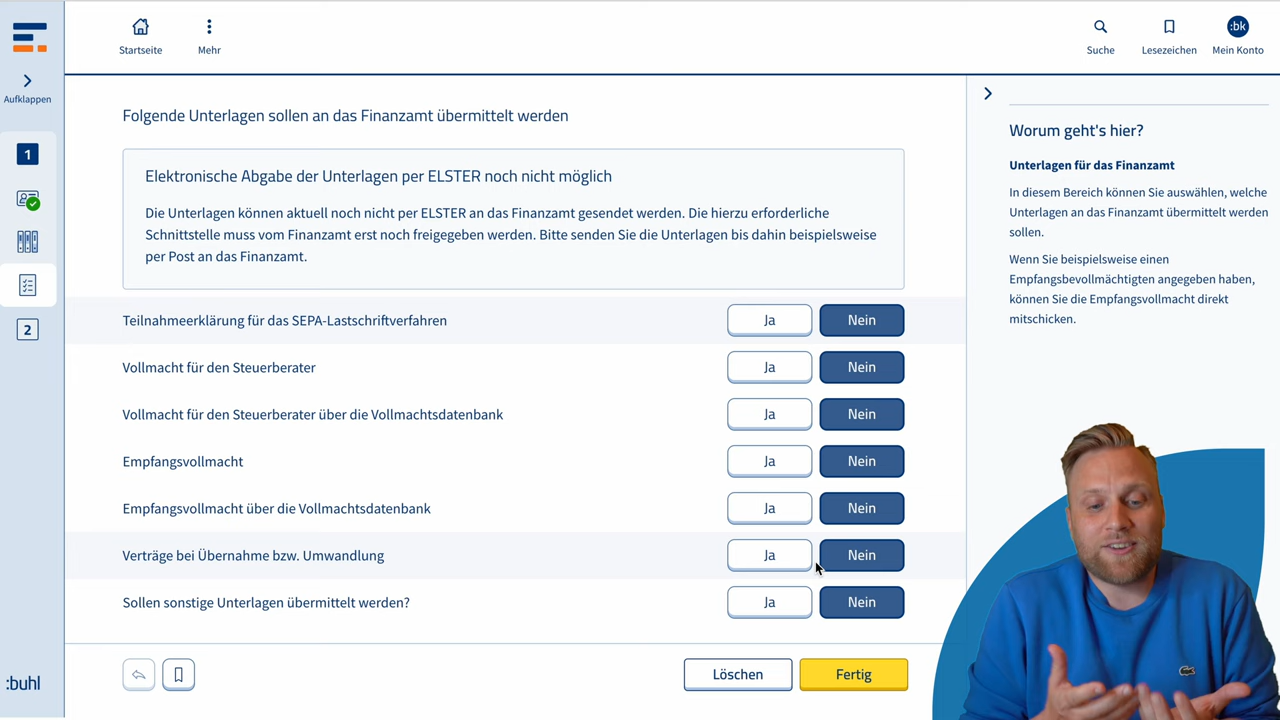 Startseite
Mehr
Suche
Lesezeichen
:bk
Mein Konto
Aufklappen
1
2
:buhl
Folgende Unterlagen sollen an das Finanzamt übermittelt werden
Elektronische Abgabe der Unterlagen per ELSTER noch nicht möglich
Die Unterlagen können aktuell noch nicht per ELSTER an das Finanzamt gesendet werden. Die hierzu erforderliche
Schnittstelle muss vom Finanzamt erst noch freigegeben werden. Bitte senden Sie die Unterlagen bis dahin beispielsweise
per Post an das Finanzamt.
Teilnahmeerklärung für das SEPA-Lastschriftverfahren Ja Nein
Vollmacht für den Steuerberater Ja Nein
Vollmacht für den Steuerberater über die Vollmachtsdatenbank Ja Nein
Empfangsvollmacht Ja Nein
Empfangsvollmacht über die Vollmachtsdatenbank Ja Nein
Verträge bei Übernahme bzw. Umwandlung Ja Nein
Sollen sonstige Unterlagen übermittelt werden? Ja Nein
Löschen
Fertig
Worum geht's hier?
Unterlagen für das Finanzamt
In diesem Bereich können Sie auswählen, welche
Unterlagen an das Finanzamt übermittelt werden
sollen.
Wenn Sie beispielsweise einen
Empfangsbevollmächtigten angegeben haben,
können Sie die Empfangsvollmacht direkt
mitschicken.